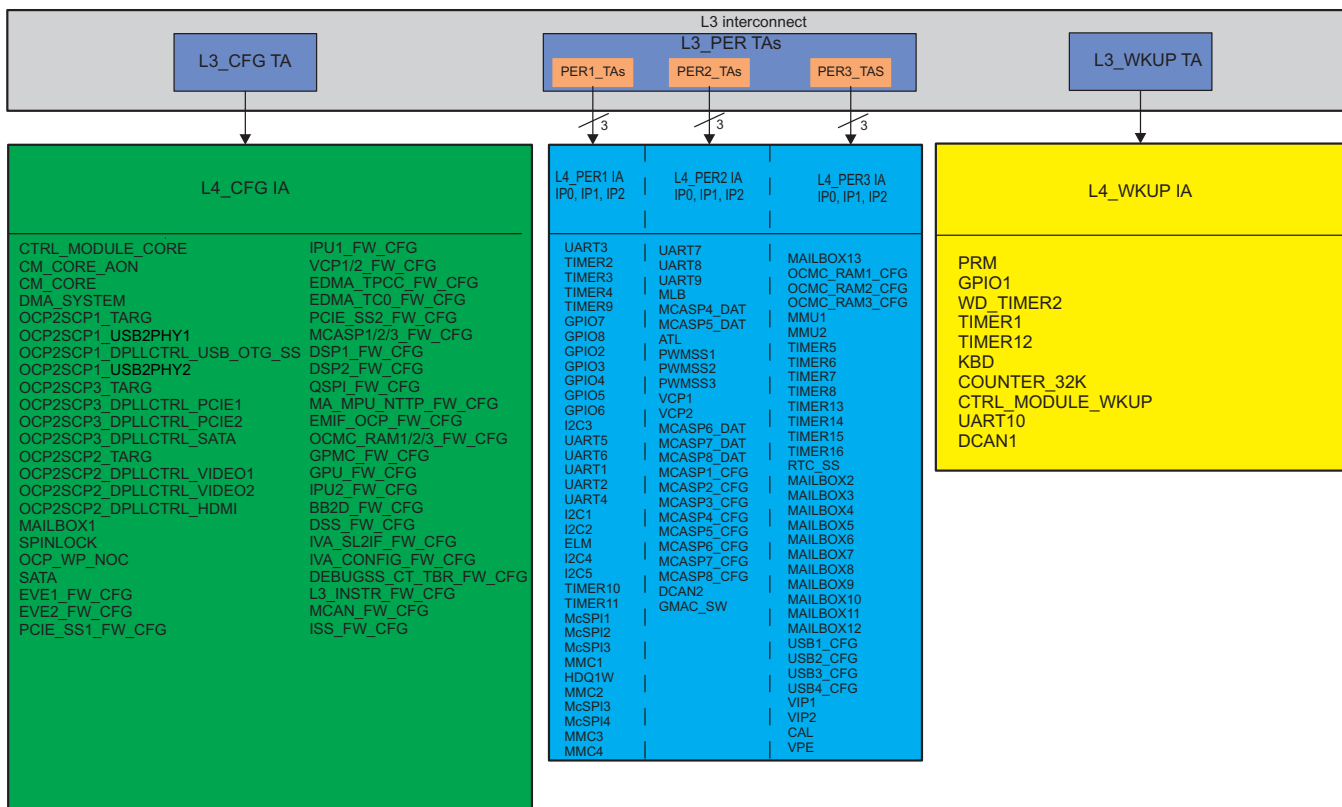 L3 interconnect
L3_CFG TA
L3_PER TAs
PER1_TAs
PER2_TAs
PER3_TAS
L3_WKUP TA
3
3
3
L4_CFG IA
CTRL_MODULE_CORE
CM_CORE_AON
CM_CORE
DMA_SYSTEM
OCP2SCP1_TARG
OCP2SCP1_USB2PHY1
OCP2SCP1_DPLLCTRL_USB_OTG_SS
OCP2SCP1_USB2PHY2
OCP2SCP3_TARG
OCP2SCP3_DPLLCTRL_PCIE1
OCP2SCP3_DPLLCTRL_PCIE2
OCP2SCP3_DPLLCTRL_SATA
OCP2SCP2_TARG
OCP2SCP2_DPLLCTRL_VIDEO1
OCP2SCP2_DPLLCTRL_VIDEO2
OCP2SCP2_DPLLCTRL_HDMI
MAILBOX1
SPINLOCK
OCP_WP_NOC
SATA
EVE1_FW_CFG
EVE2_FW_CFG
PCIE_SS1_FW_CFG
IPU1_FW_CFG
VCP1/2_FW_CFG
EDMA_TPCC_FW_CFG
EDMA_TC0_FW_CFG
PCIE_SS2_FW_CFG
MCASP1/2/3_FW_CFG
DSP1_FW_CFG
DSP2_FW_CFG
QSPI_FW_CFG
MA_MPU_NTTP_FW_CFG
EMIF_OCP_FW_CFG
OCMC_RAM1/2/3_FW_CFG
GPMC_FW_CFG
GPU_FW_CFG
IPU2_FW_CFG
BB2D_FW_CFG
DSS_FW_CFG
IVA_SL2IF_FW_CFG
IVA_CONFIG_FW_CFG
DEBUGSS_CT_TBR_FW_CFG
L3_INSTR_FW_CFG
MCAN_FW_CFG
ISS_FW_CFG
L4_PER1 IA
IP0, IP1, IP2
UART3
TIMER2
TIMER3
TIMER4
TIMER9
GPIO7
GPIO8
GPIO2
GPIO3
GPIO4
GPIO5
GPIO6
I2C3
UART5
UART6
UART1
UART2
UART4
I2C1
I2C2
ELM
I2C4
I2C5
TIMER10
TIMER11
McSPI1
McSPI2
McSPI3
MMC1
HDQ1W
MMC2
McSPI3
McSPI4
MMC3
MMC4
L4_PER2 IA
IP0, IP1, IP2
UART7
UART8
UART9
MLB
MCASP4_DAT
MCASP5_DAT
ATL
PWMSS1
PWMSS2
PWMSS3
VCP1
VCP2
MCASP6_DAT
MCASP7_DAT
MCASP8_DAT
MCASP1_CFG
MCASP2_CFG
MCASP3_CFG
MCASP4_CFG
MCASP5_CFG
MCASP6_CFG
MCASP7_CFG
MCASP8_CFG
DCAN2
GMAC_SW
L4_PER3 IA
IP0, IP1, IP2
MAILBOX13
OCMC_RAM1_CFG
OCMC_RAM2_CFG
OCMC_RAM3_CFG
MMU1
MMU2
TIMER5
TIMER6
TIMER7
TIMER8
TIMER13
TIMER14
TIMER15
TIMER16
RTC_SS
MAILBOX2
MAILBOX3
MAILBOX4
MAILBOX5
MAILBOX6
MAILBOX7
MAILBOX8
MAILBOX9
MAILBOX10
MAILBOX11
MAILBOX12
USB1_CFG
USB2_CFG
USB3_CFG
USB4_CFG
VIP1
VIP2
CAL
VPE
L4_WKUP IA
PRM
GPIO1
WD_TIMER2
TIMER1
TIMER12
KBD
COUNTER_32K
CTRL_MODULE_WKUP
UART10
DCAN1